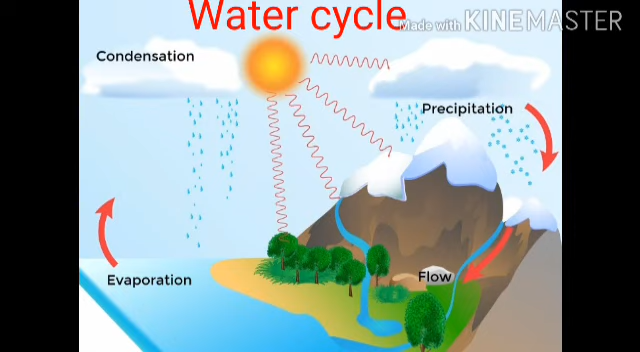 Water cycle
Made with KINEMASTER
Condensation
Precipitation
Evaporation
Flow